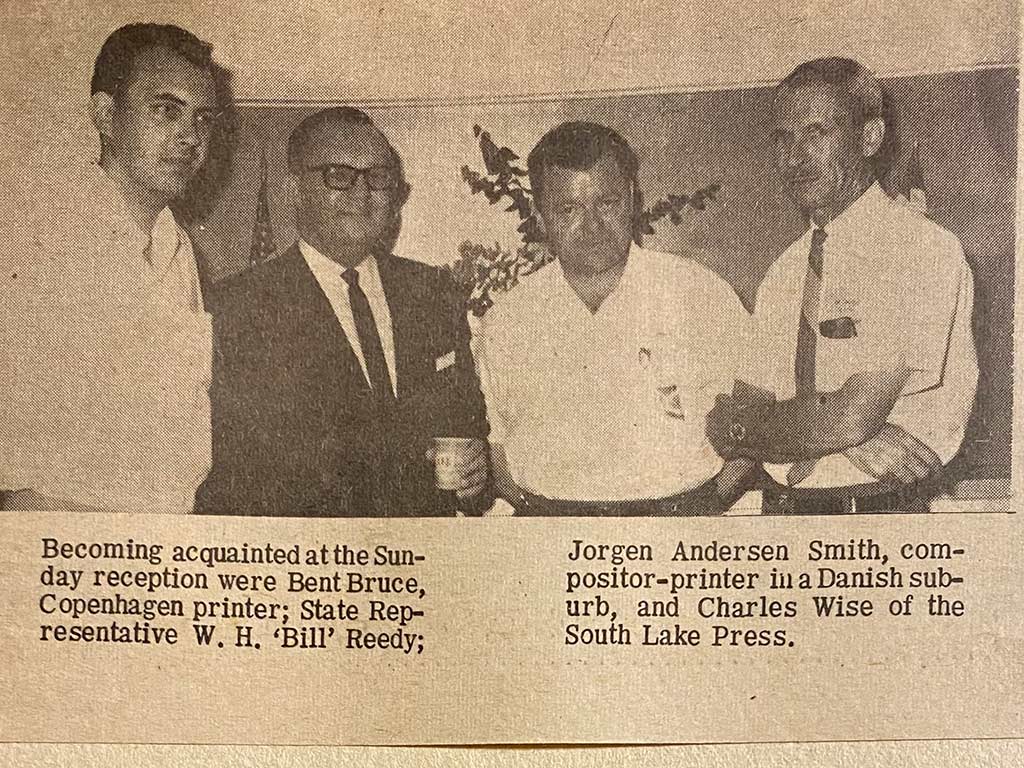 Becoming acquainted at the Sun-
day reception were Bent Bruce,
Copenhagen printer; State Rep-
resentative W. H. 'Bill' Reedy;
Jorgen Andersen Smith, com-
positor-printer in a Danish sub-
urb, and Charles Wise of the
South Lake Press.